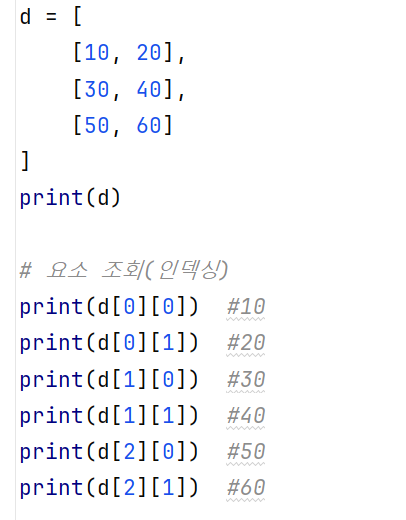 d = [
    [10, 20],
    [30, 40],
    [50, 60]
]
print(d)
# 요소 조회(인덱싱)
print(d[0][0])  #10
print(d[0][1])  #20
print(d[1][0])  #30
print(d[1][1])  #40
print(d[2][0])  #50
print(d[2][1])  #60